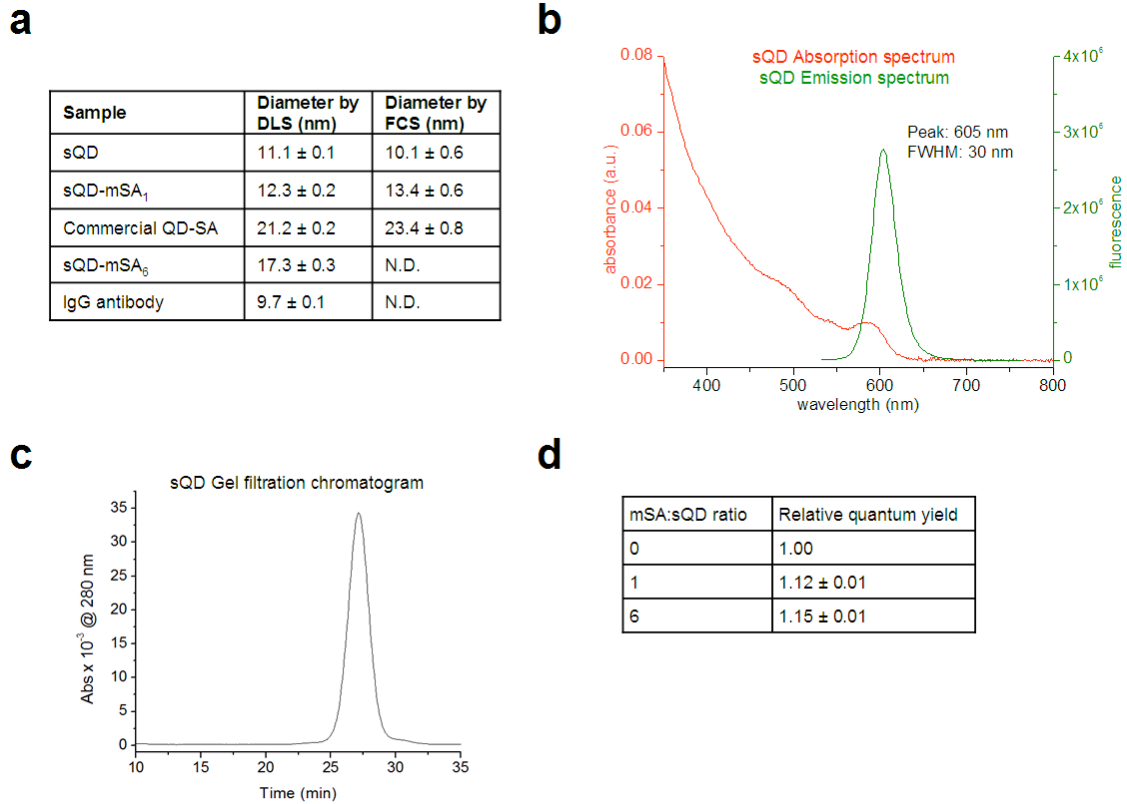 a
Sample Diameter by DLS (nm) Diameter by FCS (nm)
sQD 11.1 ± 0.1 10.1 ± 0.6
sQD-mSA₁ 12.3 ± 0.2 13.4 ± 0.6
Commercial QD-SA 21.2 ± 0.2 23.4 ± 0.8
sQD-mSA₆ 17.3 ± 0.3 N.D.
IgG antibody 9.7 ± 0.1 N.D.
b
sQD Absorption spectrum
sQD Emission spectrum
Peak: 605 nm
FWHM: 30 nm
0.08
0.06
0.04
0.02
0.00
absorbance (a.u.)
4x10⁶
3x10⁶
2x10⁶
1x10⁶
0
fluorescence
400 500 600 700 800
wavelength (nm)
c
sQD Gel filtration chromatogram
35
30
25
20
15
10
5
0
Abs x 10⁻³ @ 280 nm
10 15 20 25 30 35
Time (min)
d
mSA:sQD ratio Relative quantum yield
0 1.00
1 1.12 ± 0.01
6 1.15 ± 0.01